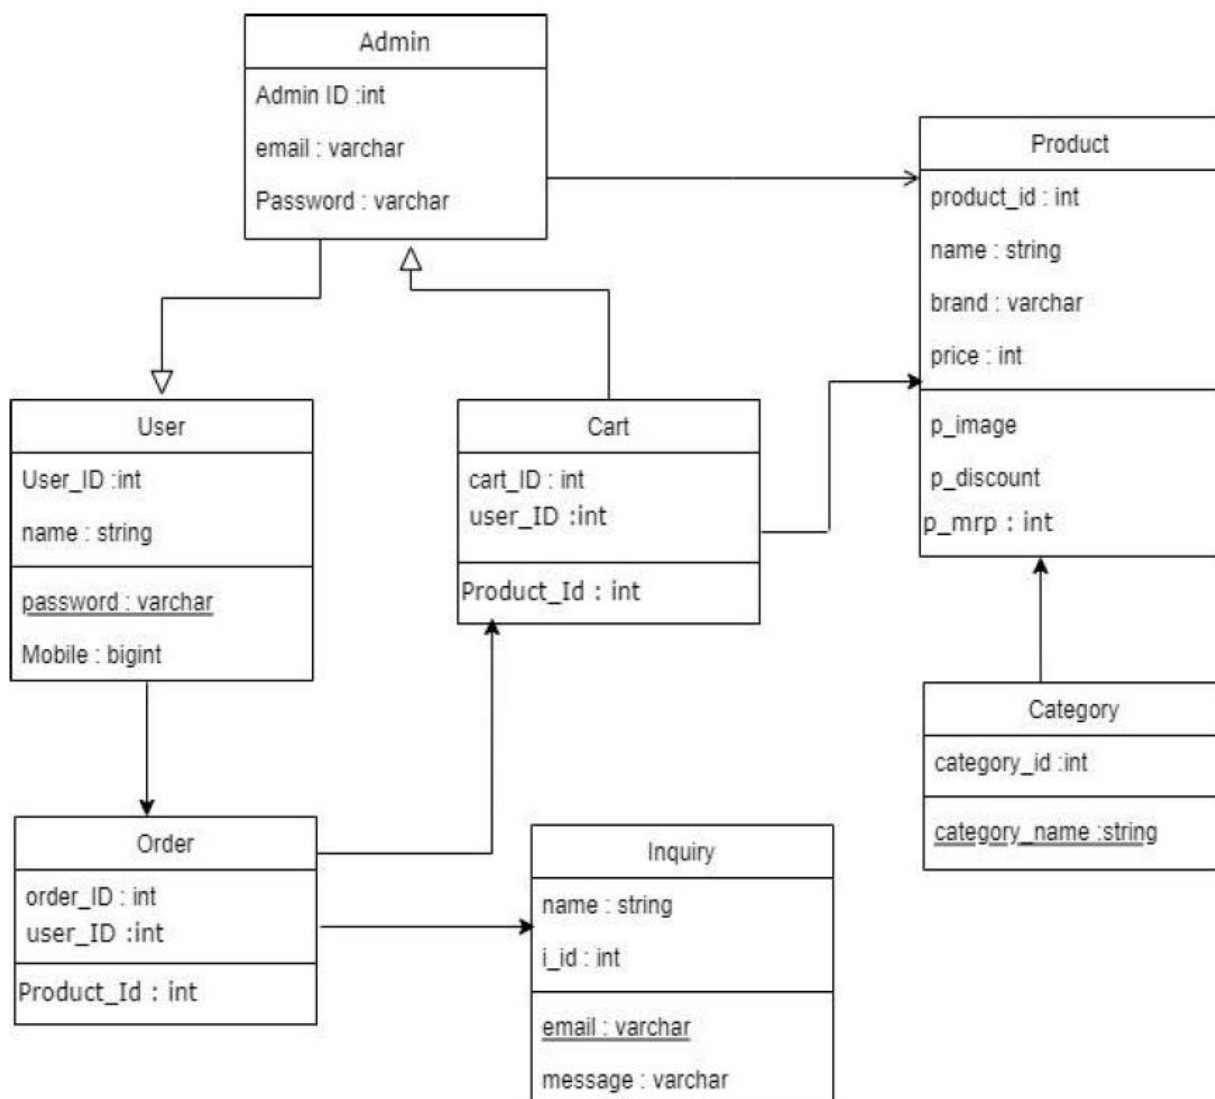 Admin
Admin ID :int
email : varchar
Password : varchar
Product
product_id : int
name : string
brand : varchar
price : int
p_image
p_discount
p_mrp : int
User
User_ID :int
name : string
password : varchar
Mobile : bigint
Cart
cart_ID : int
user_ID :int
Product_Id : int
Category
category_id :int
category_name :string
Order
order_ID : int
user_ID :int
Product_Id : int
Inquiry
name : string
i_id : int
email : varchar
message : varchar